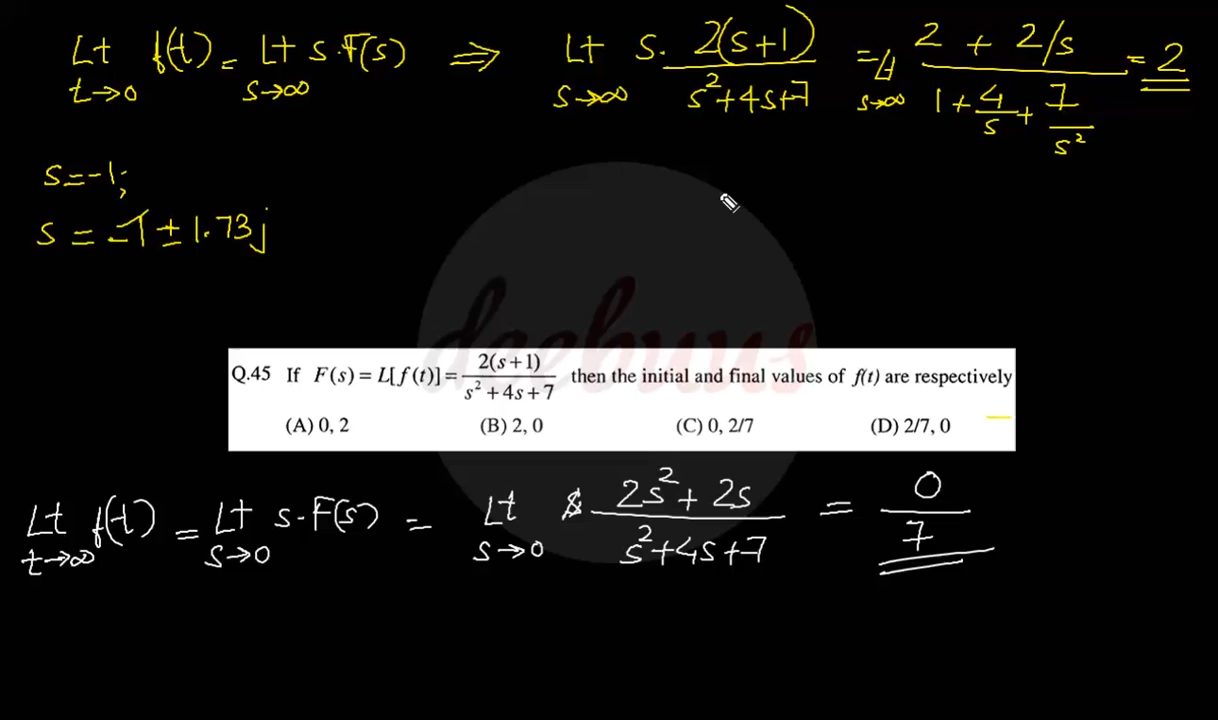 Lt t→0 f(t) = Lt s→∞ s.F(s) ⇒ Lt s→∞ s. 2(s+1) / s²+4s+7 = Lt s→∞ 2 + 2/s / 1 + 4/s + 7/s² = 2
s = -1;
s = -1 ± 1.73j
deebuus
Q.45 If F(s) = L[f(t)] = 2(s+1) / s²+4s+7 then the initial and final values of f(t) are respectively
(A) 0, 2 (B) 2, 0 (C) 0, 2/7 (D) 2/7, 0
Lt t→∞ f(t) = Lt s→0 s.F(s) = Lt s→0 2s² + 2s / s²+4s+7 = 0 / 7